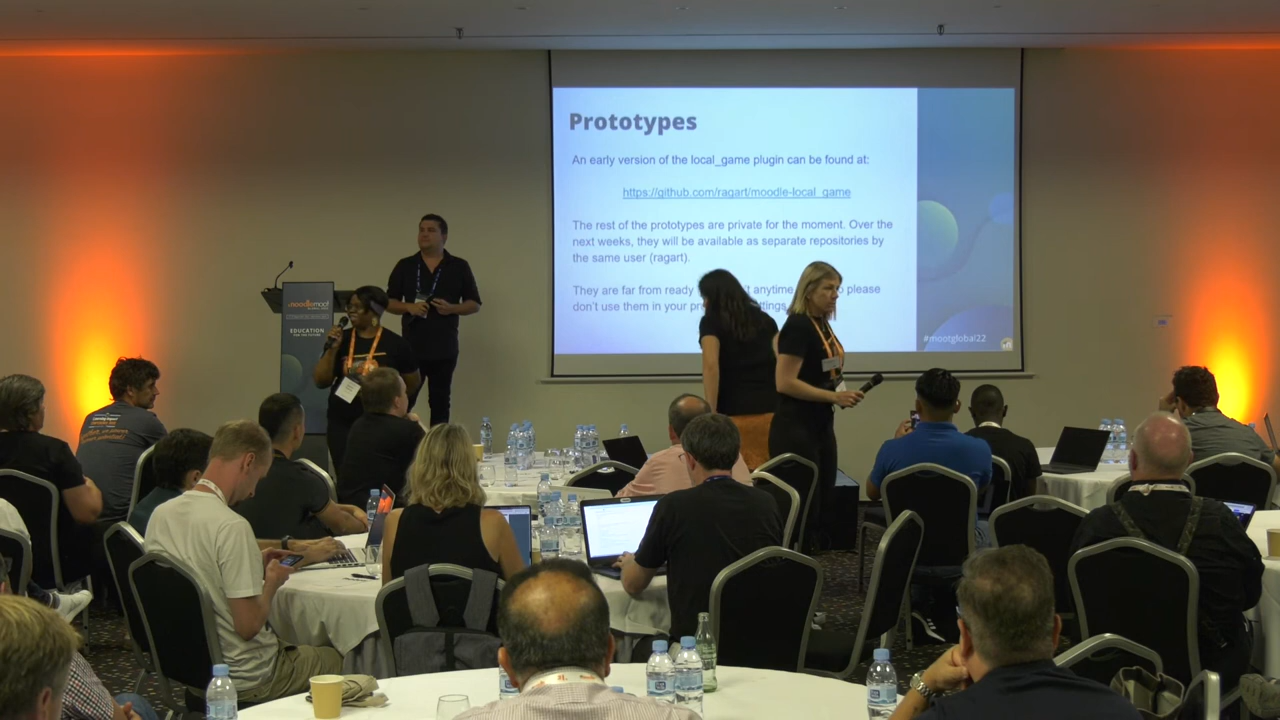 Prototypes
An early version of the local_game plugin can be found at:
https://github.com/ragart/moodle-local_game
The rest of the prototypes are private for the moment. Over the
next weeks, they will be available as separate repositories by
the same user (ragart).
They are far from ready
t anytime
o please
don't use them in your pr
ttings
#mootglobal22
moodlemoot
EDUCATION
FOR THE FUTURE